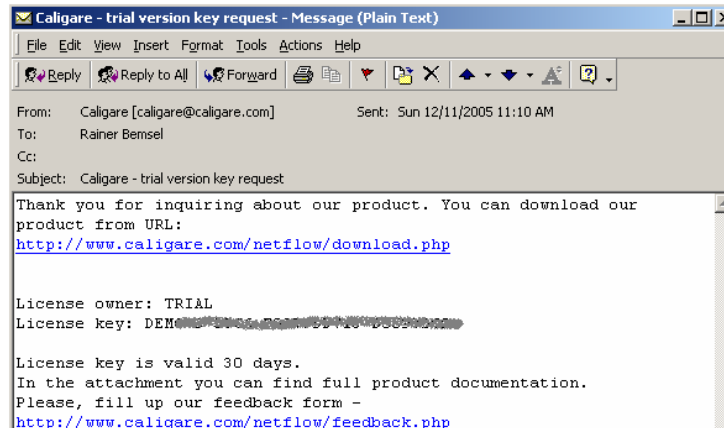 Caligare - trial version key request - Message (Plain Text)
File Edit View Insert Format Tools Actions Help
Reply Reply to All Forward
From: Caligare [caligare@caligare.com] Sent: Sun 12/11/2005 11:10 AM
To: Rainer Bemsel
Cc:
Subject: Caligare - trial version key request
Thank you for inquiring about our product. You can download our
product from URL:
http://www.caligare.com/netflow/download.php
License owner: TRIAL
License key:
License key is valid 30 days.
In the attachment you can find full product documentation.
Please, fill up our feedback form -
http://www.caligare.com/netflow/feedback.php